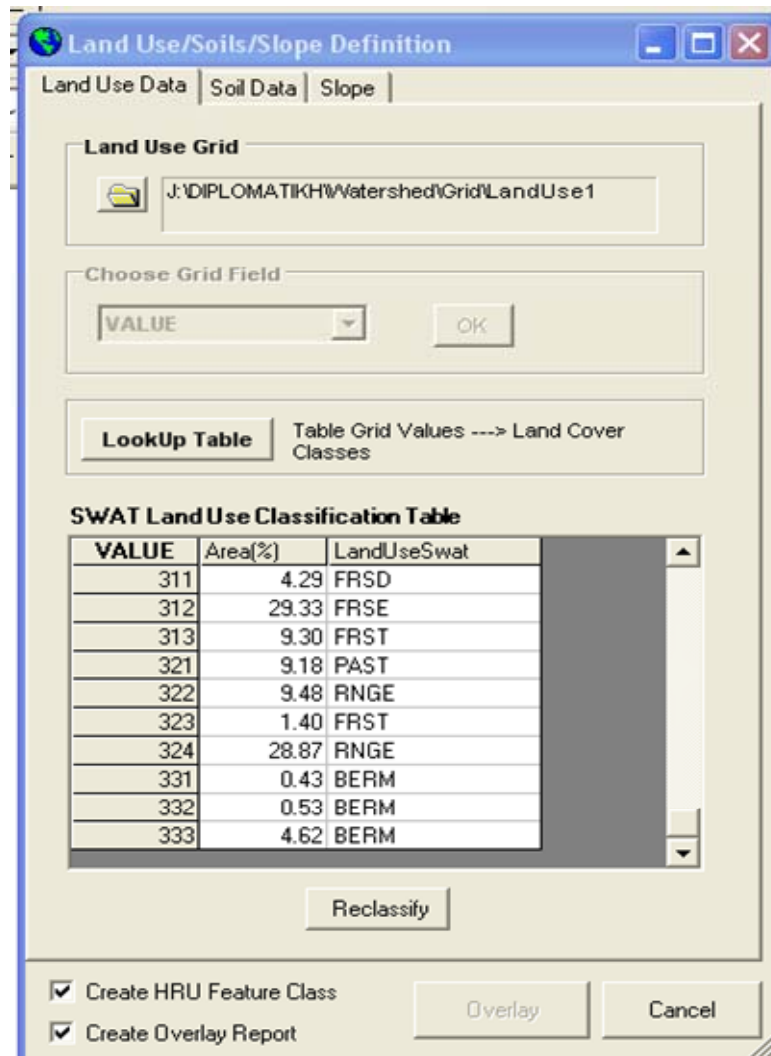 Land Use/Soils/Slope Definition
Land Use Data Soil Data Slope
Land Use Grid
J:\DIPLOMATIKH\Watershed\Grid\LandUse1
Choose Grid Field
VALUE OK
LookUp Table Table Grid Values ---> Land Cover
Classes
SWAT Land Use Classification Table
VALUE Area(%) LandUseSwat
311 4.29 FRSD
312 29.33 FRSE
313 9.30 FRST
321 9.18 PAST
322 9.48 RNGE
323 1.40 FRST
324 28.87 RNGE
331 0.43 BERM
332 0.53 BERM
333 4.62 BERM
Reclassify
Create HRU Feature Class
Overlay Cancel
Create Overlay Report